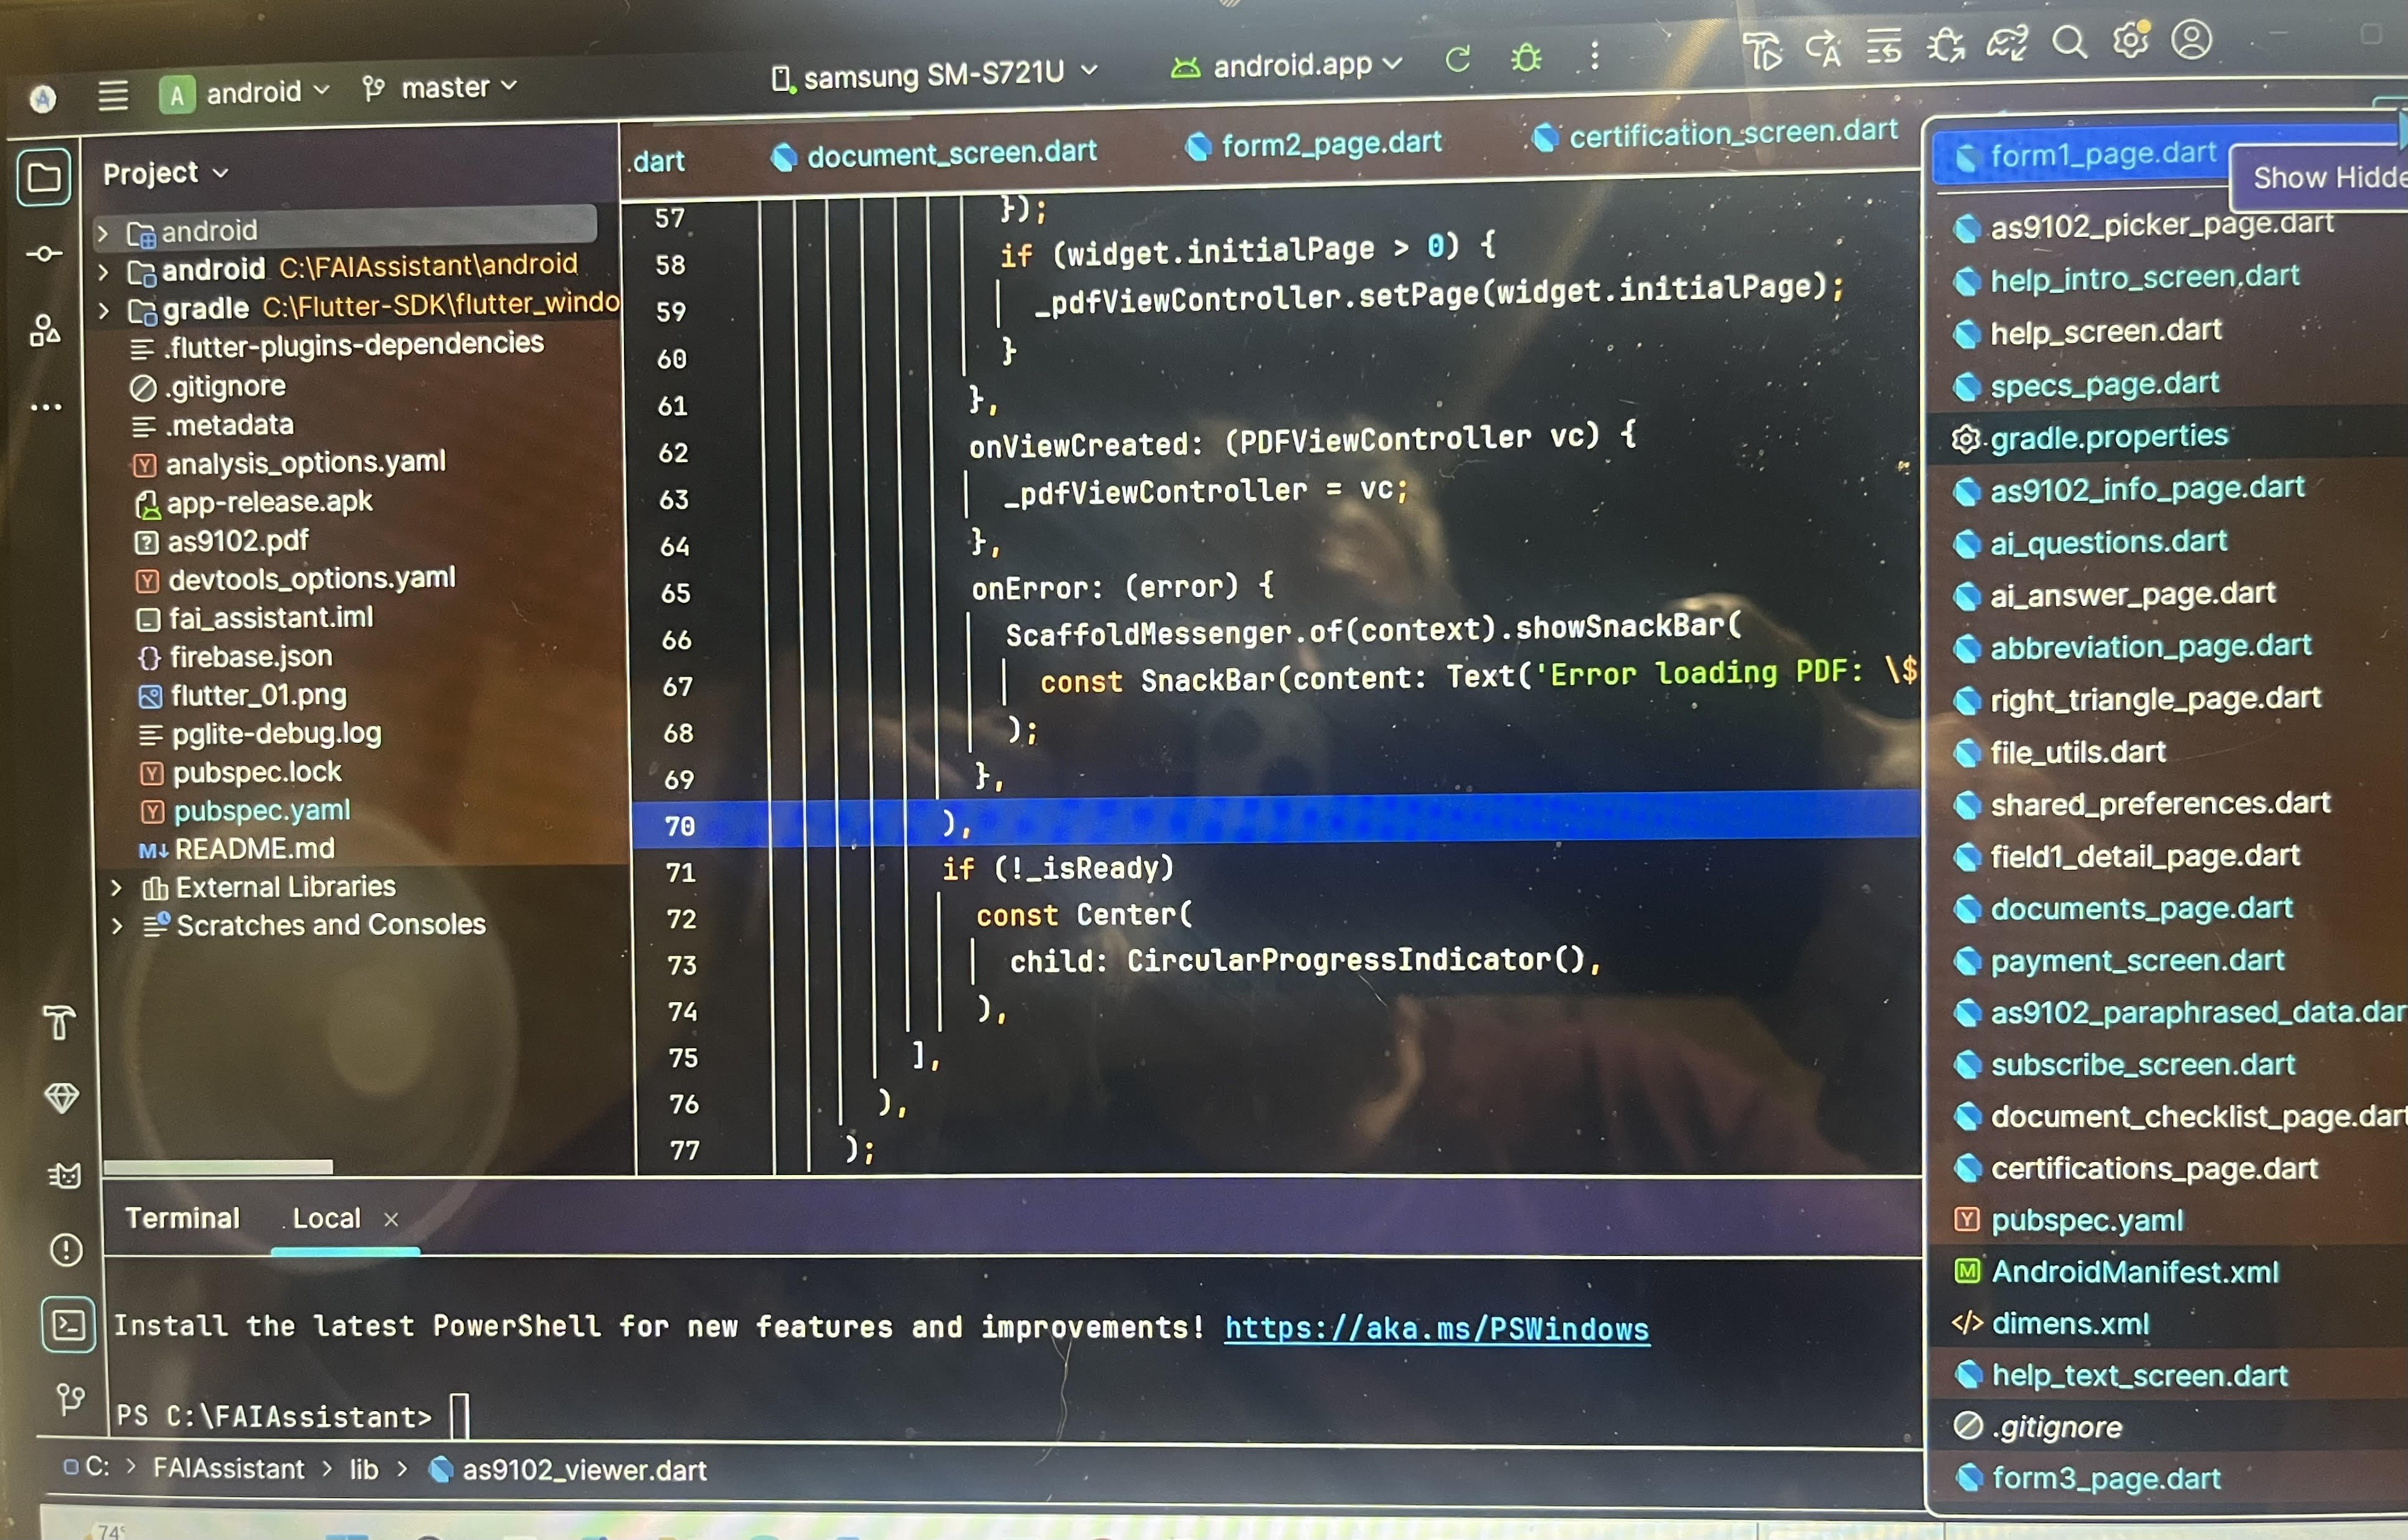 A android master samsung SM-S721U android.app
Project
android
android C:\FAIAssistant\android
gradle C:\Flutter-SDK\flutter_windo
.flutter-plugins-dependencies
.gitignore
.metadata
analysis_options.yaml
app-release.apk
as9102.pdf
devtools_options.yaml
fai_assistant.iml
firebase.json
flutter_01.png
pglite-debug.log
pubspec.lock
pubspec.yaml
README.md
External Libraries
Scratches and Consoles
.dart document_screen.dart form2_page.dart certification_screen.dart
57 });
58 if (widget.initialPage > 0) {
59 _pdfViewController.setPage(widget.initialPage);
60 }
61 },
62 onViewCreated: (PDFViewController vc) {
63 _pdfViewController = vc;
64 },
65 onError: (error) {
66 ScaffoldMessenger.of(context).showSnackBar(
67 const SnackBar(content: Text('Error loading PDF: \$
68 );
69 },
70 ),
71 if (!_isReady)
72 const Center(
73 child: CircularProgressIndicator(),
74 ),
75 ],
76 ),
77 );
form1_page.dart
Show Hidde
as9102_picker_page.dart
help_intro_screen.dart
help_screen.dart
specs_page.dart
gradle.properties
as9102_info_page.dart
ai_questions.dart
ai_answer_page.dart
abbreviation_page.dart
right_triangle_page.dart
file_utils.dart
shared_preferences.dart
field1_detail_page.dart
documents_page.dart
payment_screen.dart
as9102_paraphrased_data.dar
subscribe_screen.dart
document_checklist_page.dart
certifications_page.dart
pubspec.yaml
AndroidManifest.xml
dimens.xml
help_text_screen.dart
.gitignore
form3_page.dart
Terminal Local ×
Install the latest PowerShell for new features and improvements! https://aka.ms/PSWindows
PS C:\FAIAssistant>
C: > FAIAssistant > lib > as9102_viewer.dart
74°